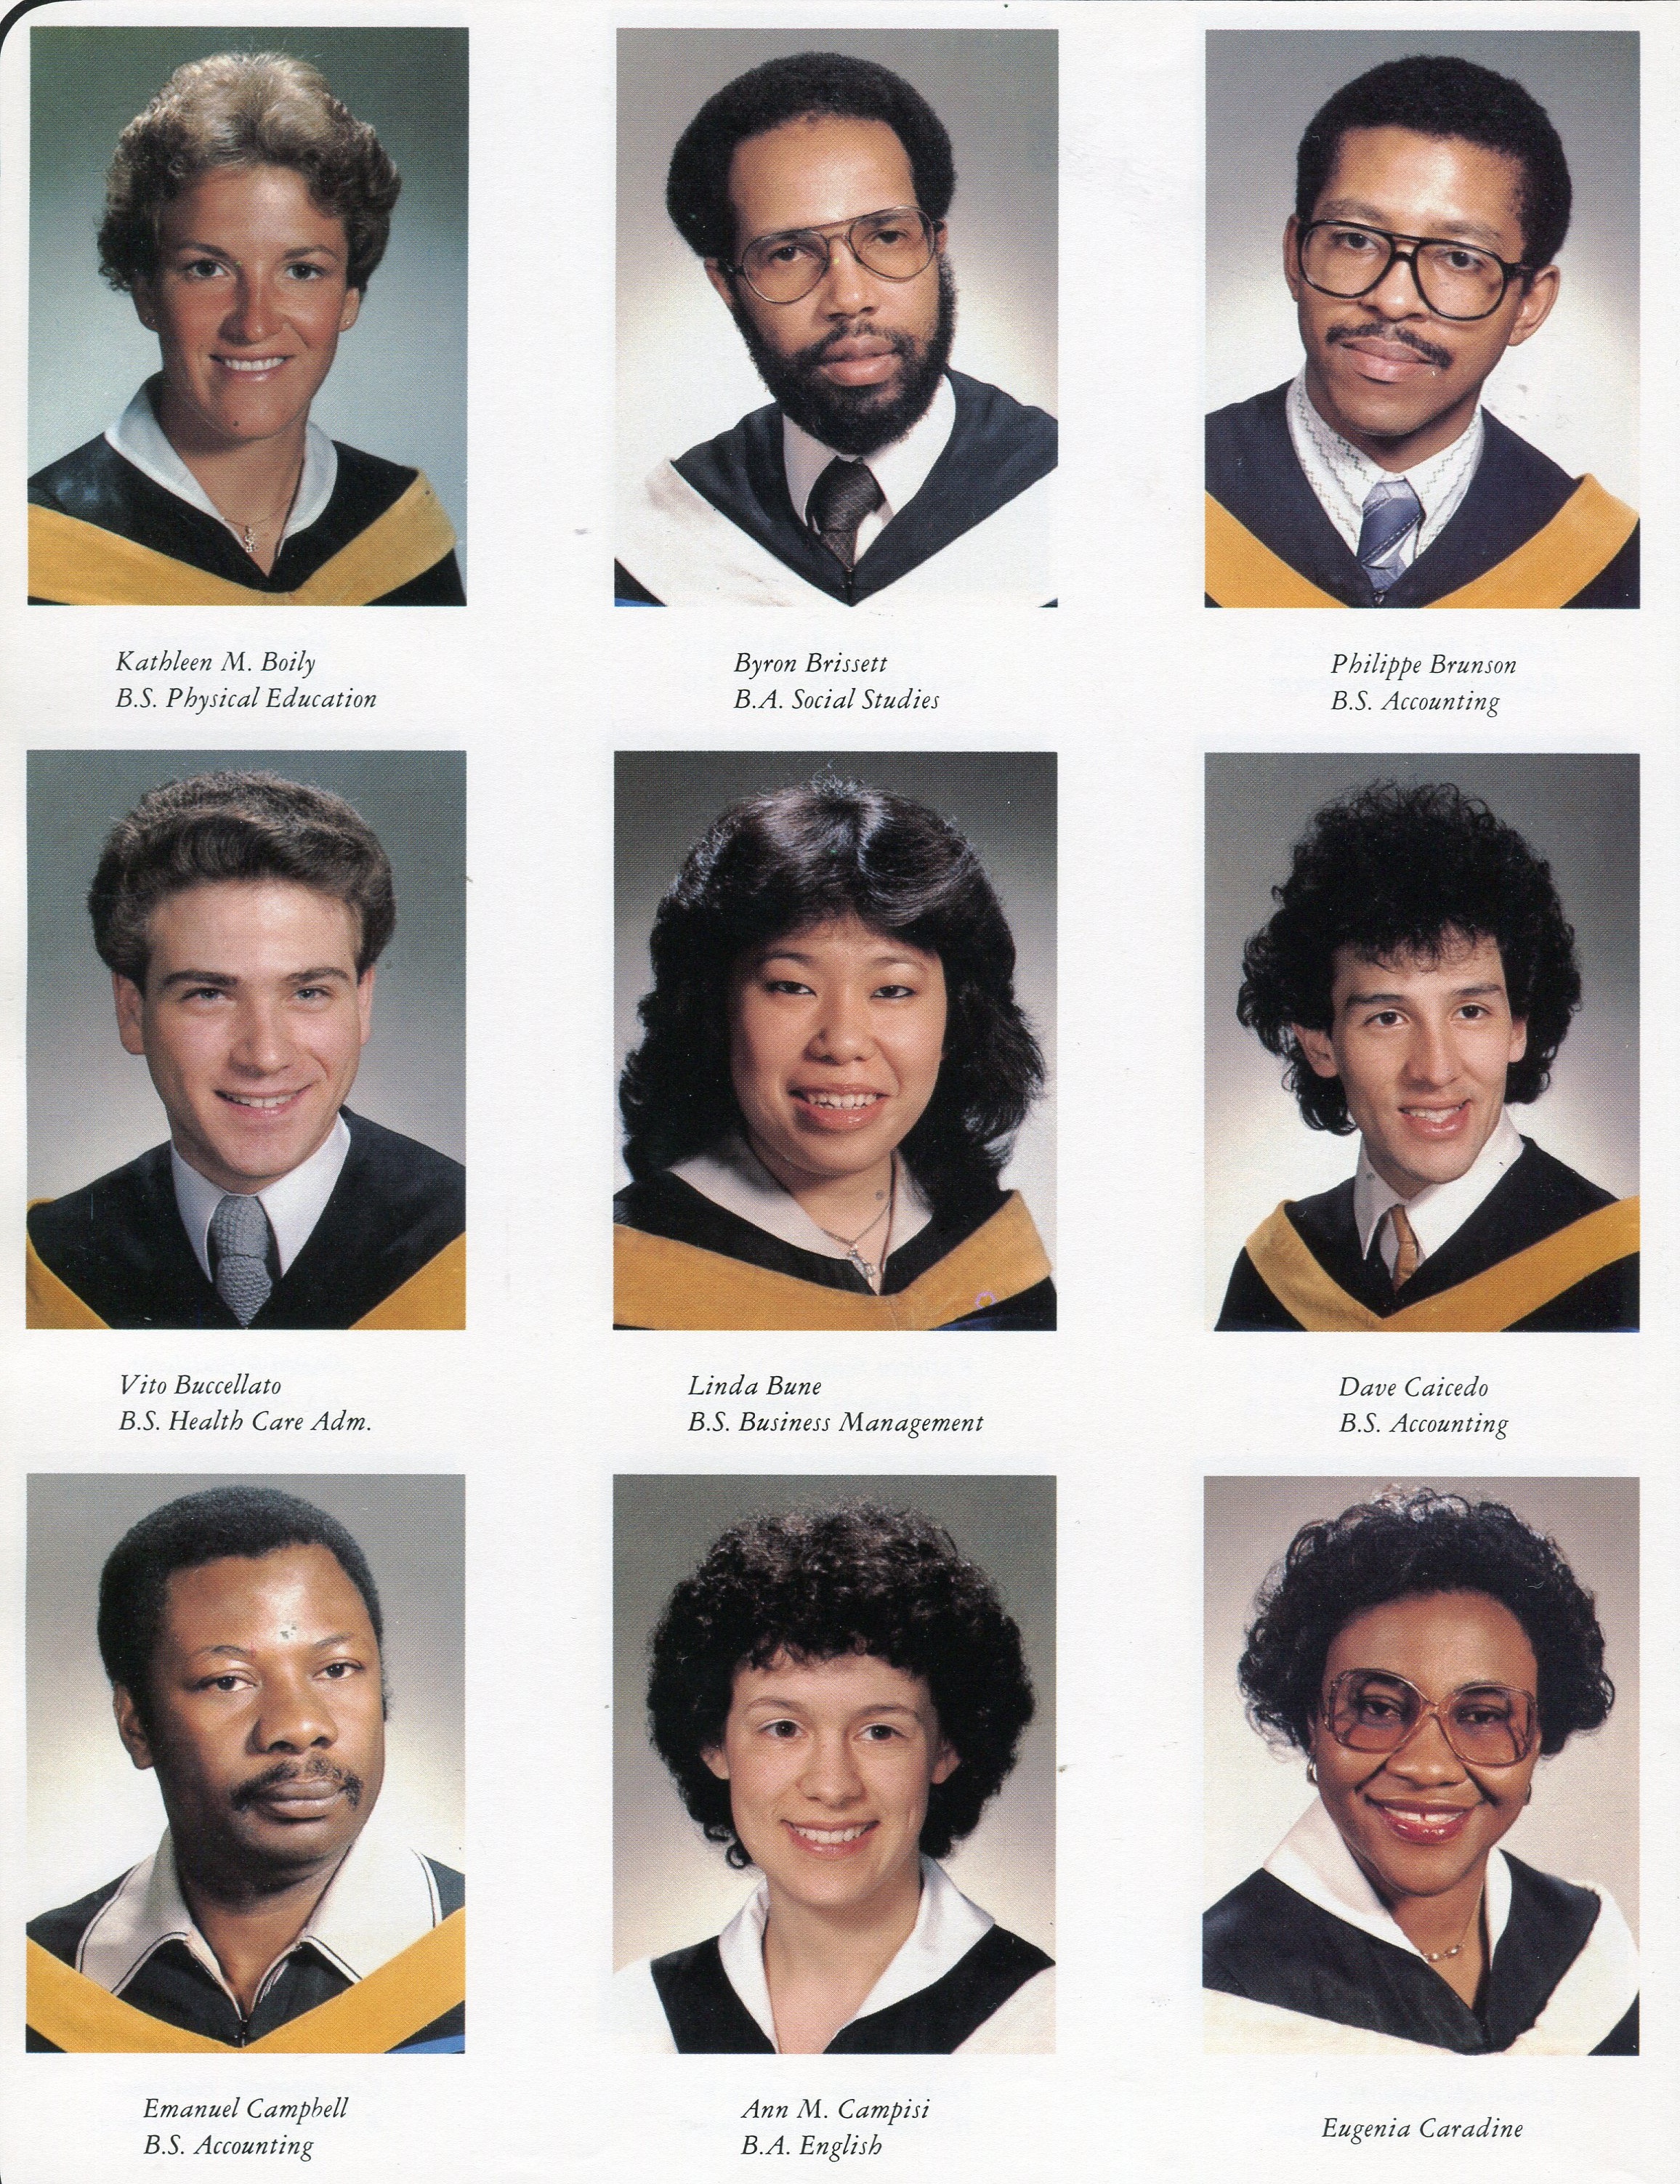 Kathleen M. Boily
B.S. Physical Education
Byron Brissett
B.A. Social Studies
Philippe Brunson
B.S. Accounting
Vito Buccellato
B.S. Health Care Adm.
Linda Bune
B.S. Business Management
Dave Caicedo
B.S. Accounting
Emanuel Campbell
B.S. Accounting
Ann M. Campisi
B.A. English
Eugenia Caradine